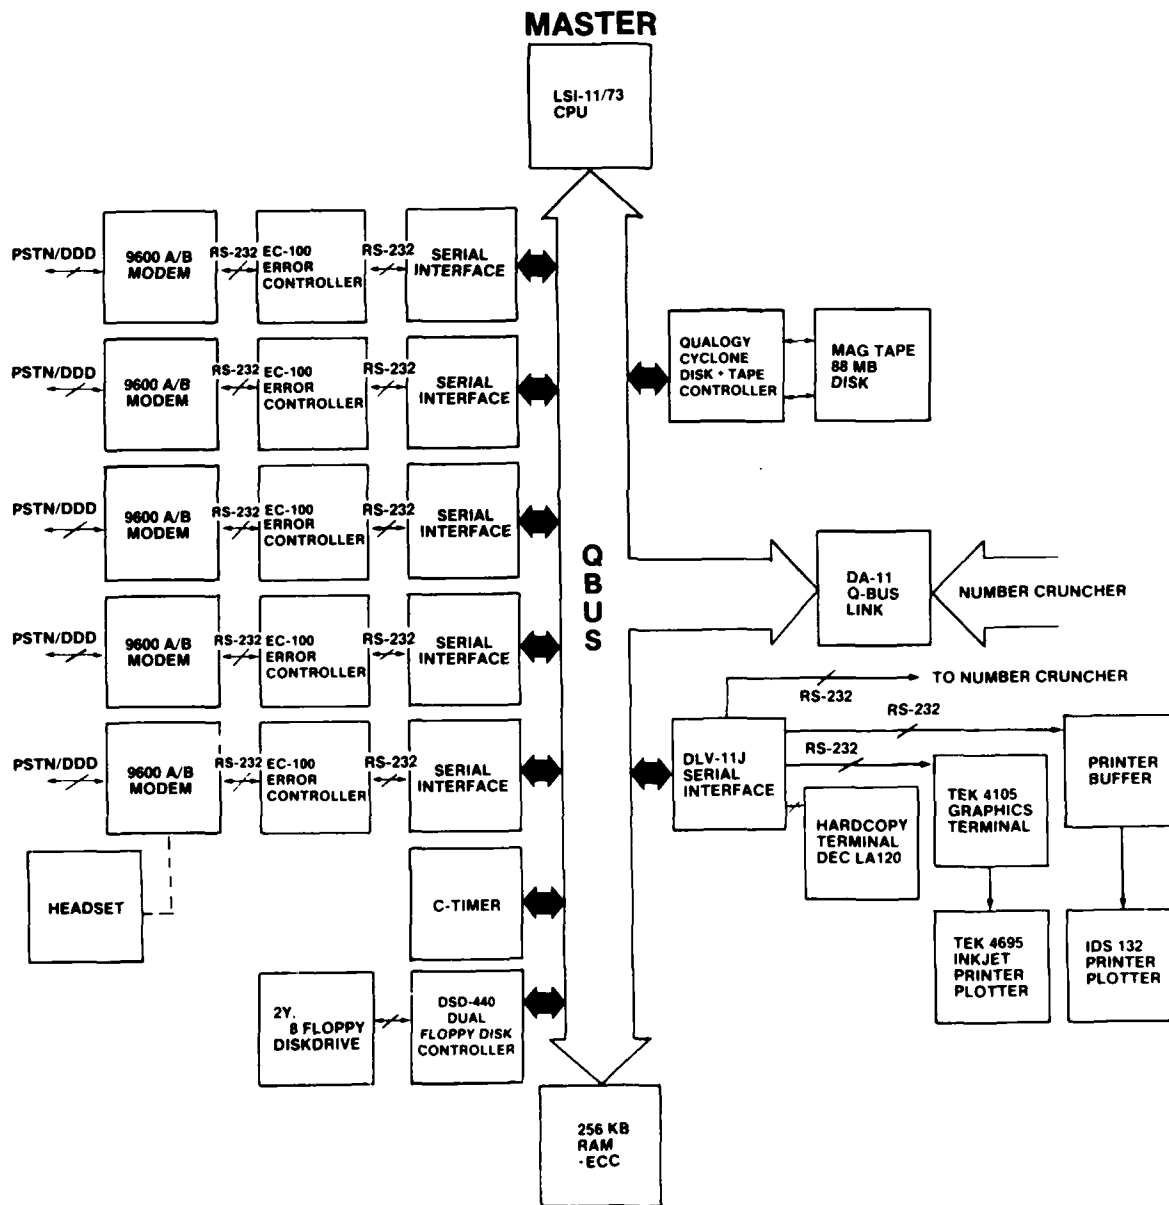 MASTER
LSI-11/73
CPU
PSTN/DDD
9600 A/B
MODEM
RS-232
EC-100
ERROR
CONTROLLER
RS-232
SERIAL
INTERFACE
PSTN/DDD
9600 A/B
MODEM
RS-232
EC-100
ERROR
CONTROLLER
RS-232
SERIAL
INTERFACE
PSTN/DDD
9600 A/B
MODEM
RS-232
EC-100
ERROR
CONTROLLER
RS-232
SERIAL
INTERFACE
PSTN/DDD
9600 A/B
MODEM
RS-232
EC-100
ERROR
CONTROLLER
RS-232
SERIAL
INTERFACE
PSTN/DDD
9600 A/B
MODEM
RS-232
EC-100
ERROR
CONTROLLER
RS-232
SERIAL
INTERFACE
HEADSET
C-TIMER
2Y.
8 FLOPPY
DISKDRIVE
DSD-440
DUAL
FLOPPY DISK
CONTROLLER
QBUS
QUALOGY
CYCLONE
DISK + TAPE
CONTROLLER
MAG TAPE
88 MB
DISK
DA-11
Q-BUS
LINK
NUMBER CRUNCHER
RS-232
TO NUMBER CRUNCHER
RS-232
RS-232
DLV-11J
SERIAL
INTERFACE
HARDCOPY
TERMINAL
DEC LA120
TEK 4105
GRAPHICS
TERMINAL
PRINTER
BUFFER
TEK 4695
INKJET
PRINTER
PLOTTER
IDS 132
PRINTER
PLOTTER
256 KB
RAM
·ECC